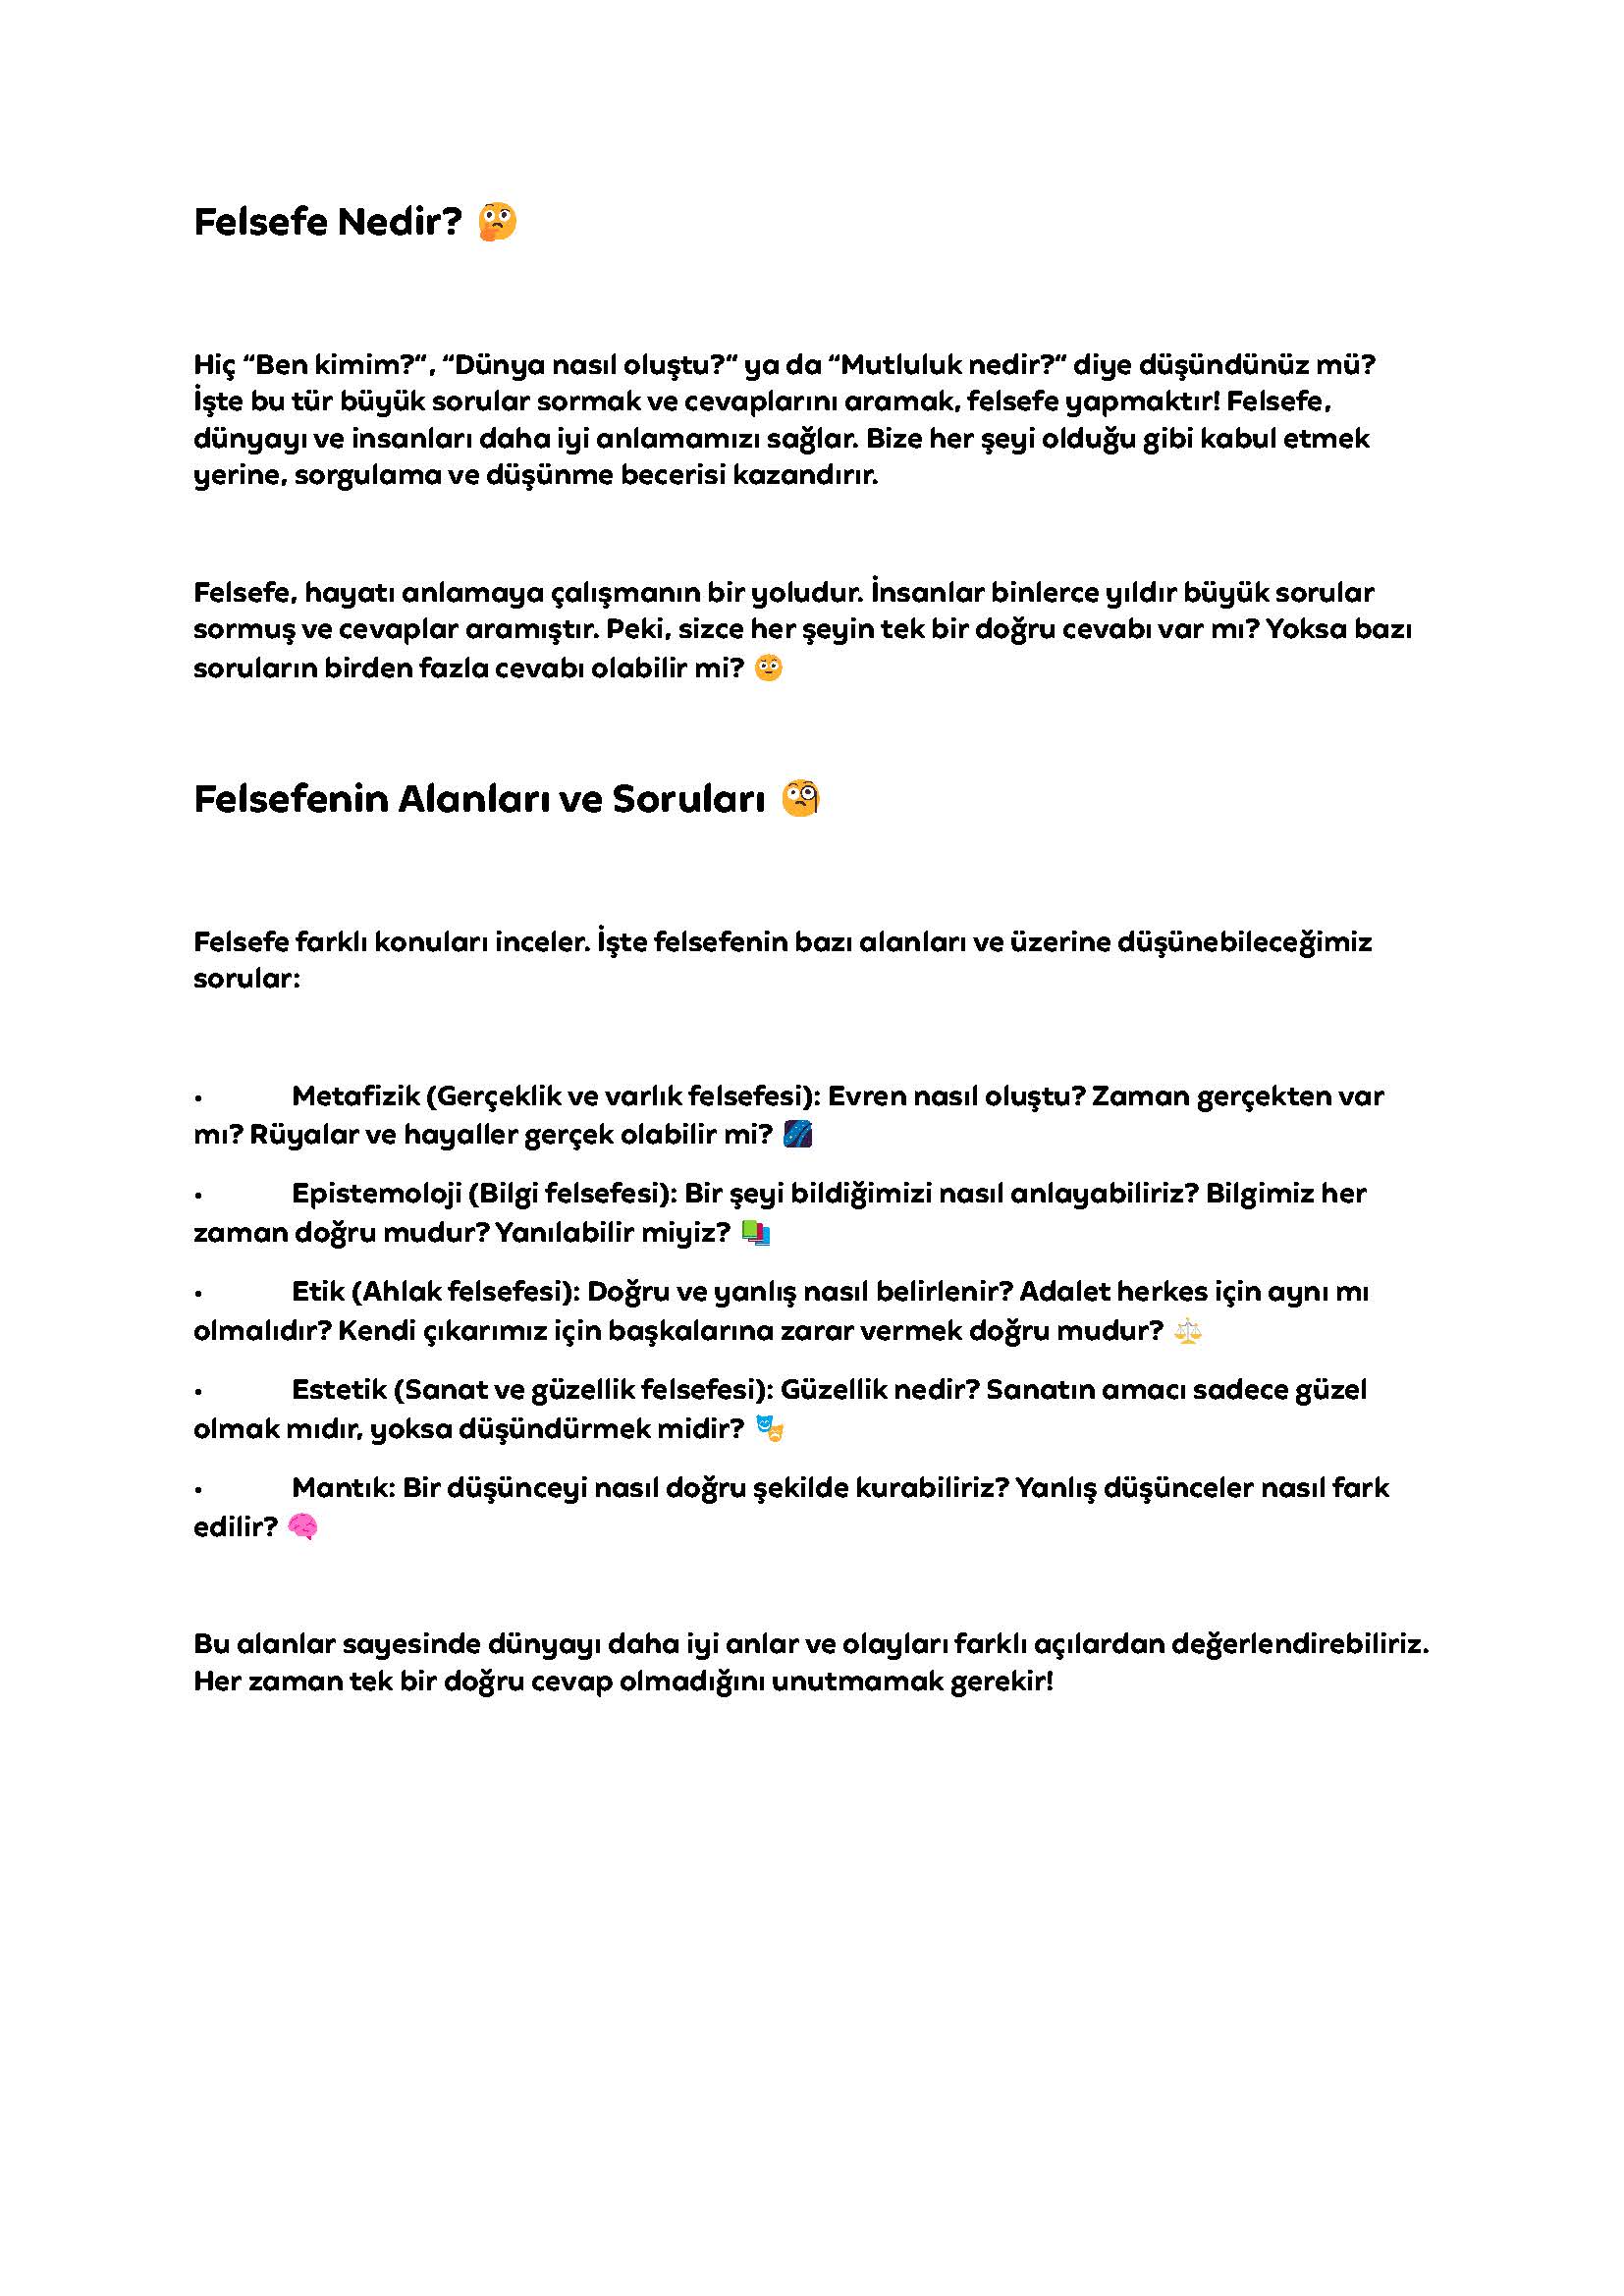 Felsefe Nedir? 🤔
Hiç “Ben kimim?“, “Dünya nasıl oluştu?“ ya da “Mutluluk nedir?“ diye düşündünüz mü?
İşte bu tür büyük sorular sormak ve cevaplarını aramak, felsefe yapmaktır! Felsefe,
dünyayı ve insanları daha iyi anlamamızı sağlar. Bize her şeyi olduğu gibi kabul etmek
yerine, sorgulama ve düşünme becerisi kazandırır.
Felsefe, hayatı anlamaya çalışmanın bir yoludur. İnsanlar binlerce yıldır büyük sorular
sormuş ve cevaplar aramıştır. Peki, sizce her şeyin tek bir doğru cevabı var mı? Yoksa bazı
soruların birden fazla cevabı olabilir mi? 🙄
Felsefenin Alanları ve Soruları 🧐
Felsefe farklı konuları inceler. İşte felsefenin bazı alanları ve üzerine düşünebileceğimiz
sorular:
• Metafizik (Gerçeklik ve varlık felsefesi): Evren nasıl oluştu? Zaman gerçekten var
mı? Rüyalar ve hayaller gerçek olabilir mi? 🌌
• Epistemoloji (Bilgi felsefesi): Bir şeyi bildiğimizi nasıl anlayabiliriz? Bilgimiz her
zaman doğru mudur? Yanılabilir miyiz? 📚
• Etik (Ahlak felsefesi): Doğru ve yanlış nasıl belirlenir? Adalet herkes için aynı mı
olmalıdır? Kendi çıkarımız için başkalarına zarar vermek doğru mudur? ⚖️
• Estetik (Sanat ve güzellik felsefesi): Güzellik nedir? Sanatın amacı sadece güzel
olmak mıdır, yoksa düşündürmek midir? 🎭
• Mantık: Bir düşünceyi nasıl doğru şekilde kurabiliriz? Yanlış düşünceler nasıl fark
edilir? 🧠
Bu alanlar sayesinde dünyayı daha iyi anlar ve olayları farklı açılardan değerlendirebiliriz.
Her zaman tek bir doğru cevap olmadığını unutmamak gerekir!